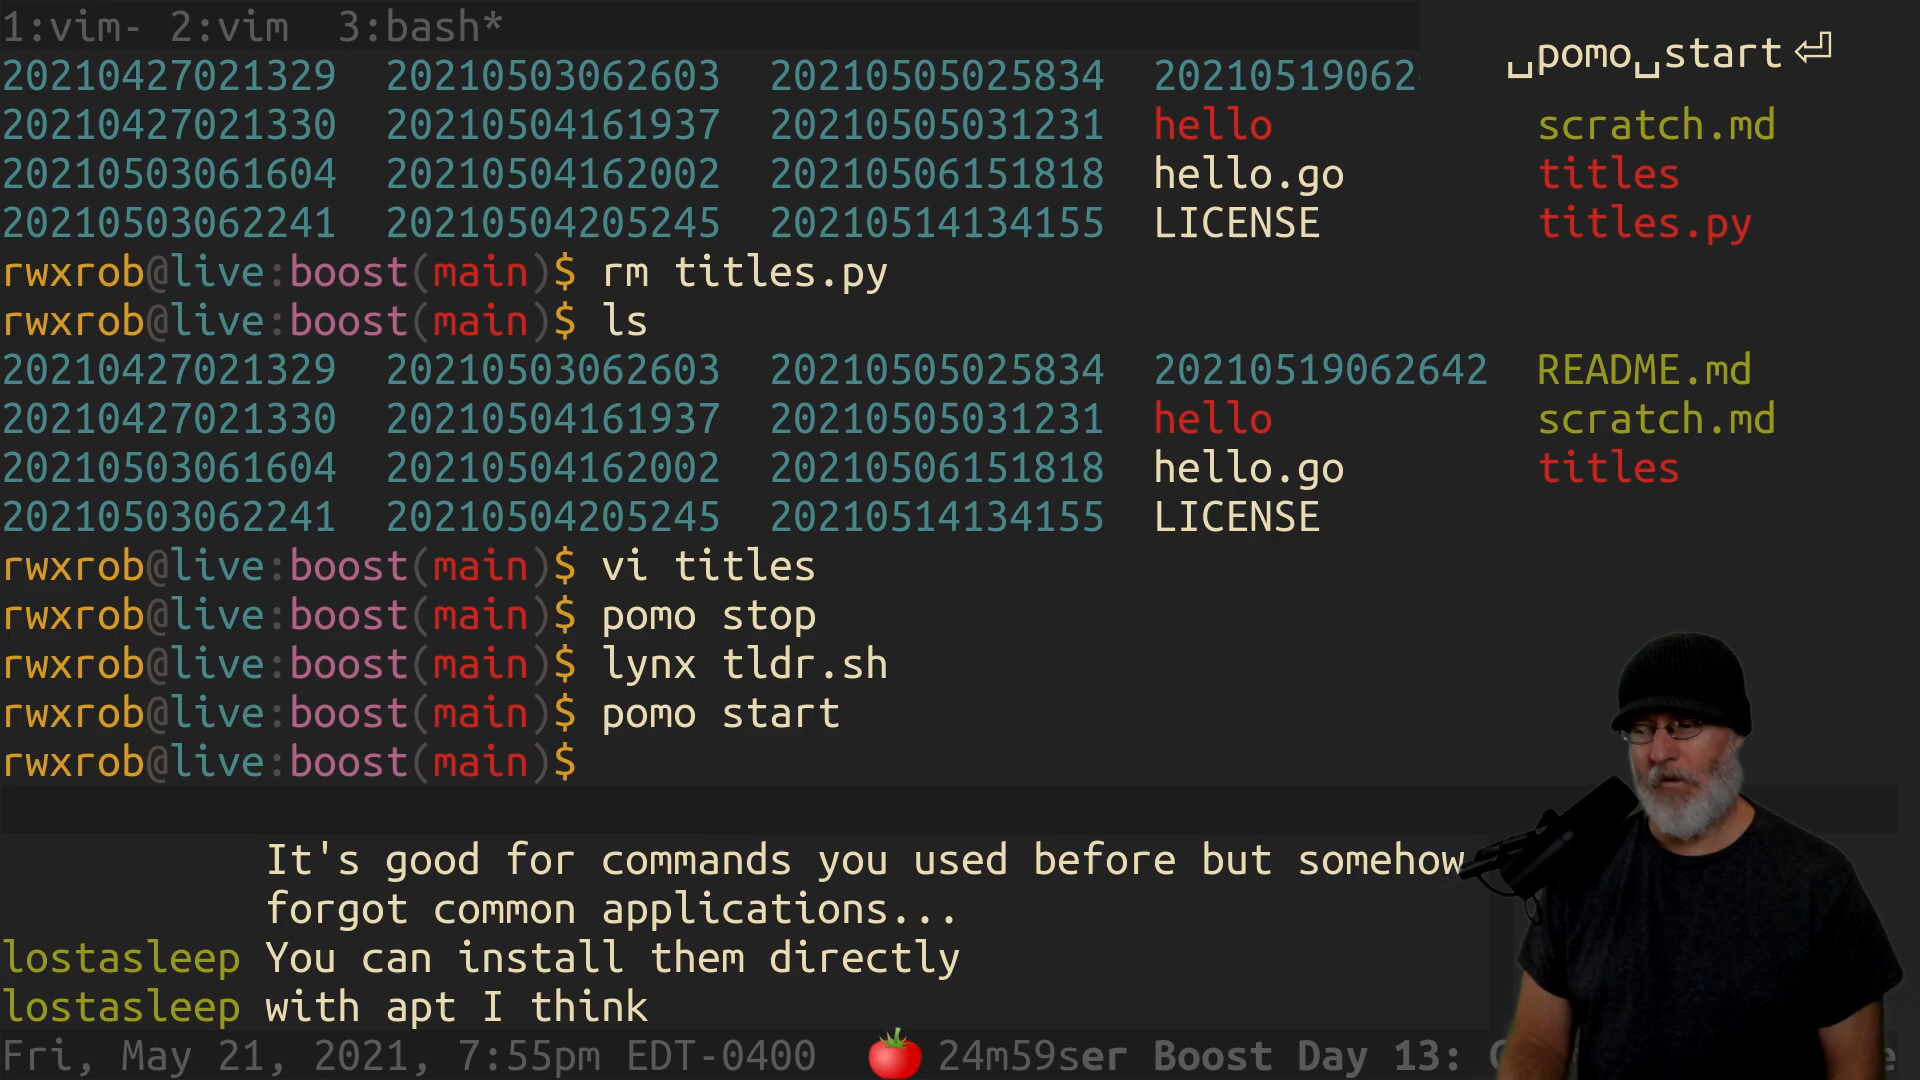 1:vim- 2:vim 3:bash*
␣pomo␣start⏎
20210427021329 20210503062603 20210505025834 20210519062
20210427021330 20210504161937 20210505031231 hello scratch.md
20210503061604 20210504162002 20210506151818 hello.go titles
20210503062241 20210504205245 20210514134155 LICENSE titles.py
rwxrob@live:boost(main)$ rm titles.py
rwxrob@live:boost(main)$ ls
20210427021329 20210503062603 20210505025834 20210519062642 README.md
20210427021330 20210504161937 20210505031231 hello scratch.md
20210503061604 20210504162002 20210506151818 hello.go titles
20210503062241 20210504205245 20210514134155 LICENSE
rwxrob@live:boost(main)$ vi titles
rwxrob@live:boost(main)$ pomo stop
rwxrob@live:boost(main)$ lynx tldr.sh
rwxrob@live:boost(main)$ pomo start
rwxrob@live:boost(main)$
It's good for commands you used before but somehow
forgot common applications...
lostasleep You can install them directly
lostasleep with apt I think
Fri, May 21, 2021, 7:55pm EDT-0400 🍅 24m59ser Boost Day 13: